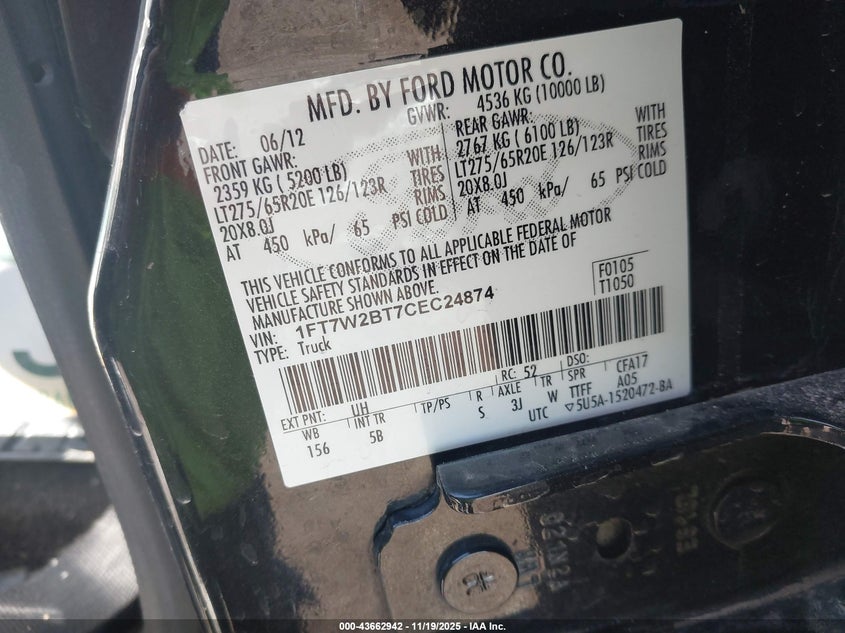 MFD. BY FORD MOTOR CO.
DATE: 06/12 GVWR: 4536 KG (10000 LB)
FRONT GAWR: REAR GAWR:
2359 KG (5200 LB) WITH 2767 KG (6100 LB) WITH
LT275/65R20E 126/123R TIRES LT275/65R20E 126/123R TIRES
20X8.0J RIMS 20X8.0J RIMS
AT 450 kPa/ 65 PSI COLD AT 450 kPa/ 65 PSI COLD
THIS VEHICLE CONFORMS TO ALL APPLICABLE FEDERAL MOTOR
VEHICLE SAFETY STANDARDS IN EFFECT ON THE DATE OF
MANUFACTURE SHOWN ABOVE.
F0105
T1050
VIN: 1FT7W2BT7CEC24874
TYPE: Truck
EXT PNT: UH RC: 52 DSO:
WB INT TR TP/PS R AXLE TR SPR CFA17
156 5B S 3J W TTFF A05
UTC ▽5U5A-1520472-BA
000-43662942 - 11/19/2025 - IAA Inc.